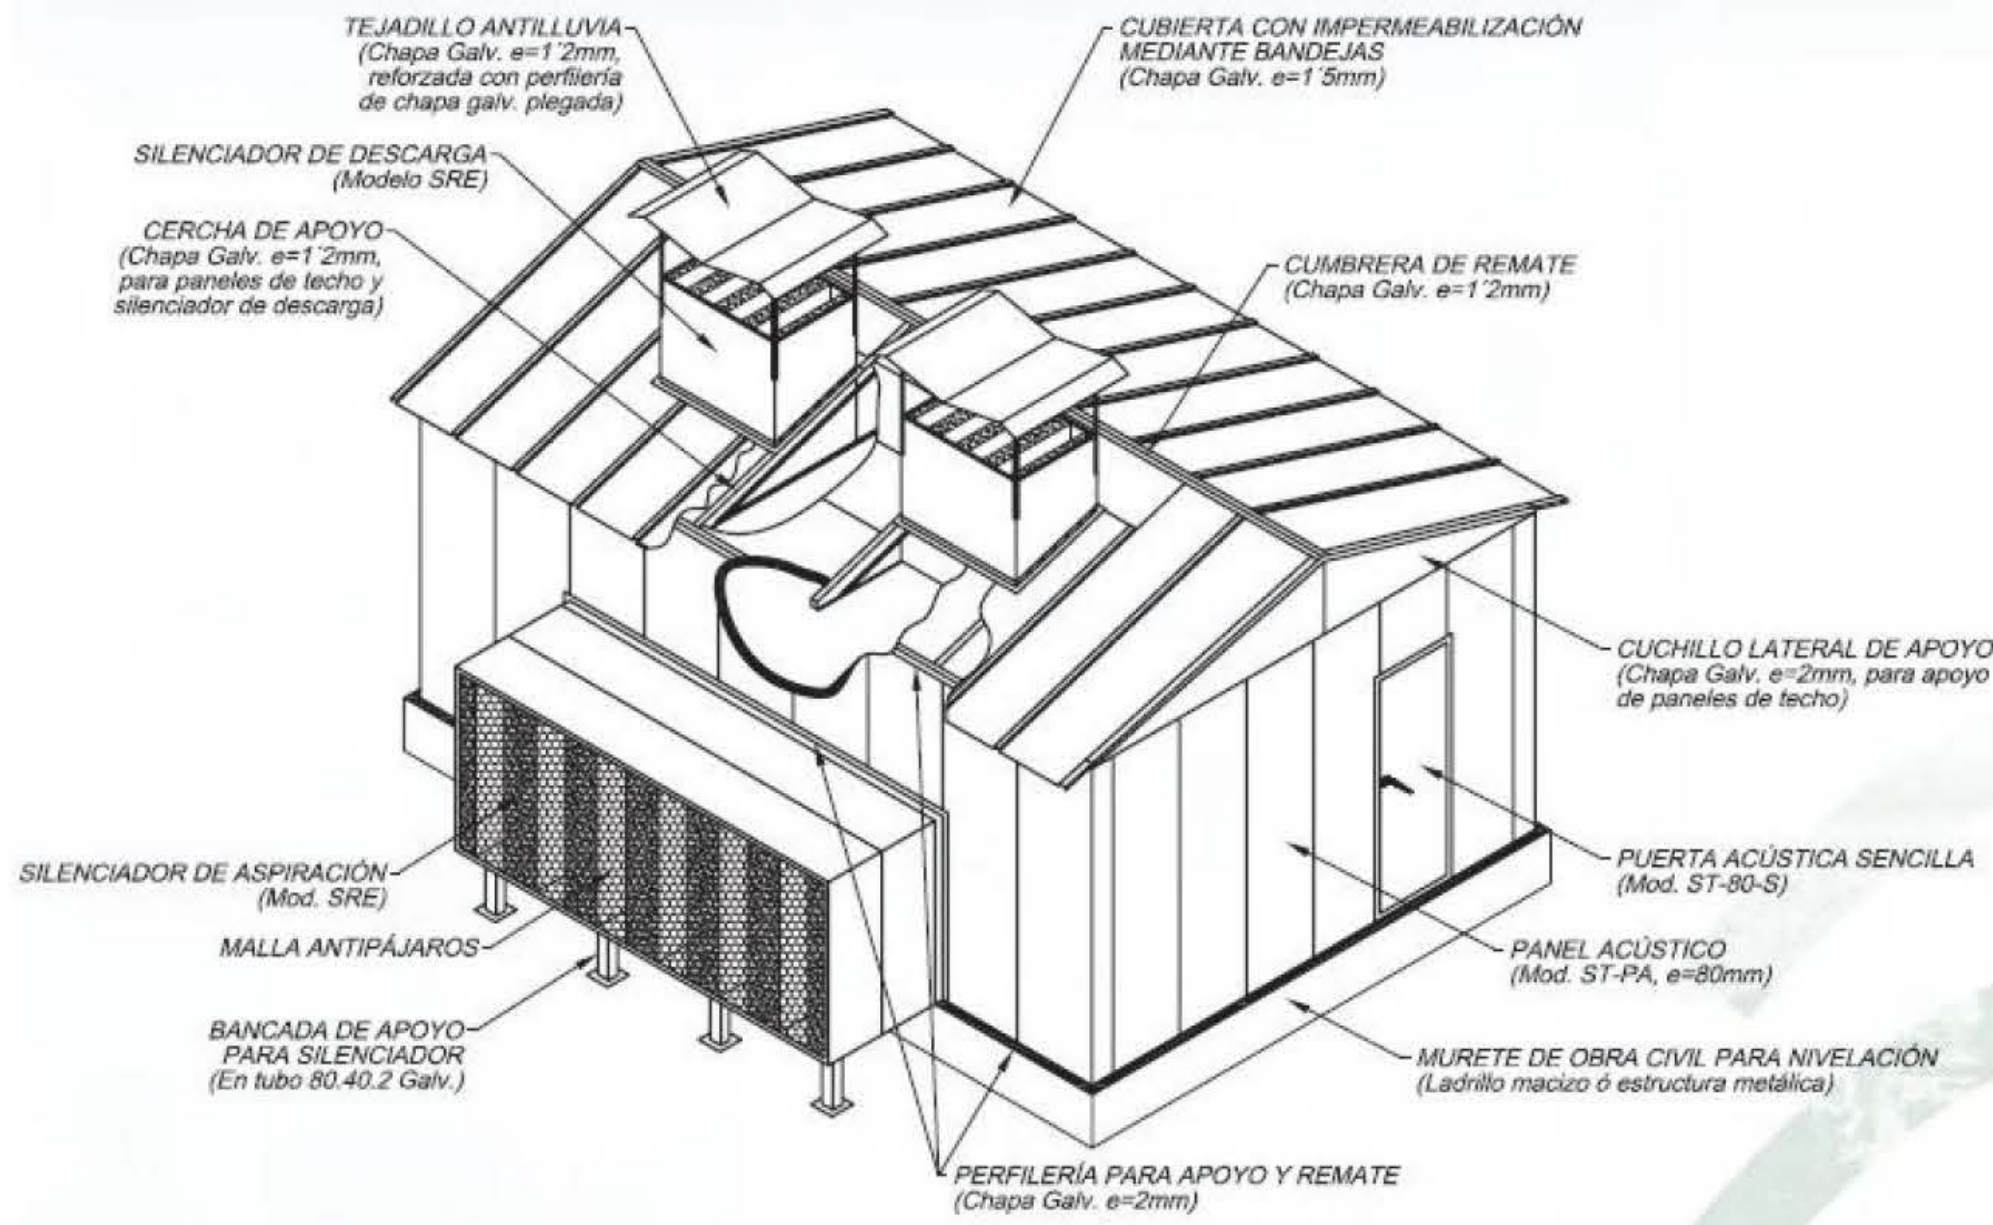 TEJADILLO ANTILLUVIA
(Chapa Galv. e=1´2mm,
reforzada con perfilería
de chapa galv. plegada)
CUBIERTA CON IMPERMEABILIZACIÓN
MEDIANTE BANDEJAS
(Chapa Galv. e=1´5mm)
SILENCIADOR DE DESCARGA
(Modelo SRE)
CERCHA DE APOYO
(Chapa Galv. e=1´2mm,
para paneles de techo y
silenciador de descarga)
CUMBRERA DE REMATE
(Chapa Galv. e=1´2mm)
CUCHILLO LATERAL DE APOYO
(Chapa Galv. e=2mm, para apoyo
de paneles de techo)
SILENCIADOR DE ASPIRACIÓN
(Mod. SRE)
PUERTA ACÚSTICA SENCILLA
(Mod. ST-80-S)
MALLA ANTIPÁJAROS
PANEL ACÚSTICO
(Mod. ST-PA, e=80mm)
BANCADA DE APOYO
PARA SILENCIADOR
(En tubo 80.40.2 Galv.)
MURETE DE OBRA CIVIL PARA NIVELACIÓN
(Ladrillo macizo ó estructura metálica)
PERFILERÍA PARA APOYO Y REMATE
(Chapa Galv. e=2mm)